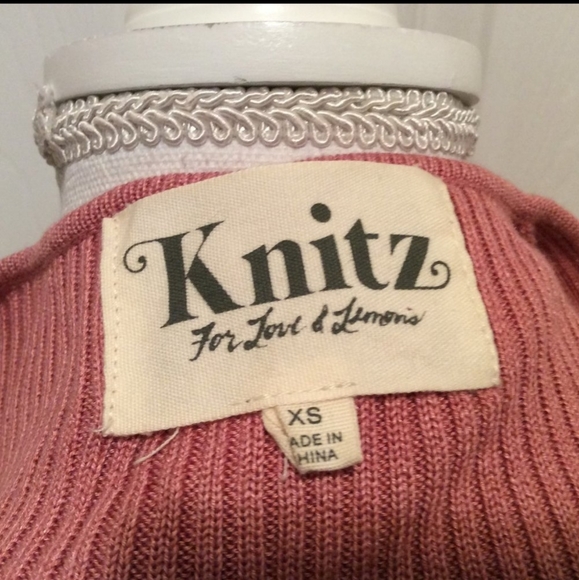 Knitz
For Love & Lemons
XS
ADE IN
HINA